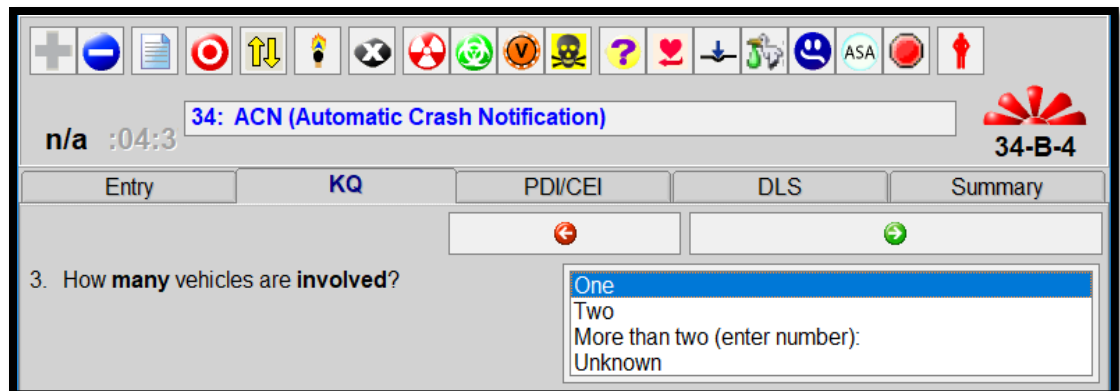 ? V ASA
34: ACN (Automatic Crash Notification)
n/a :04:3
34-B-4
Entry KQ PDI/CEI DLS Summary
3. How many vehicles are involved?
One
Two
More than two (enter number):
Unknown